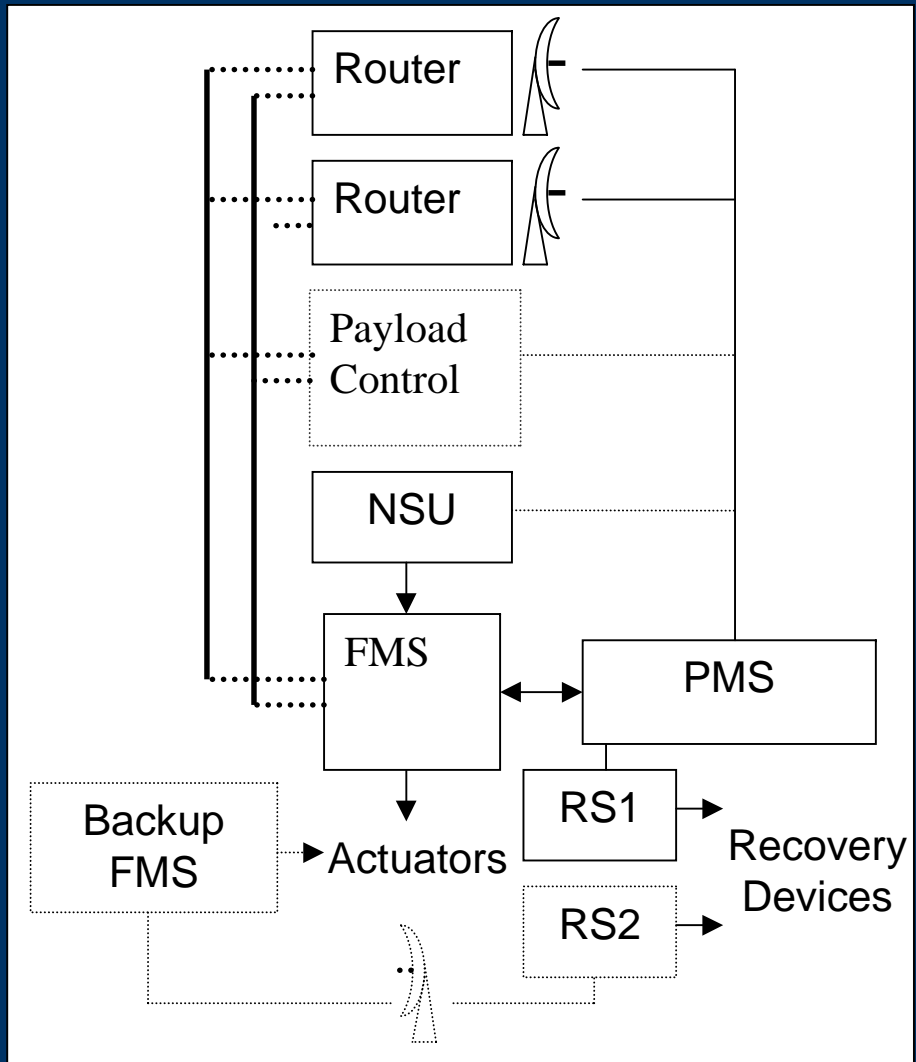 Router
Router
Payload
Control
NSU
FMS
PMS
RS1
Backup
FMS
Actuators
Recovery
Devices
RS2